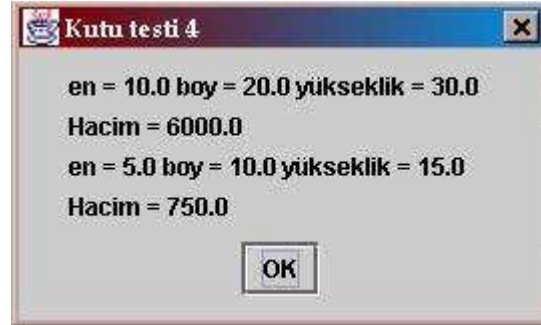 Kutu testi 4
en = 10.0 boy = 20.0 yükseklik = 30.0
Hacim = 6000.0
en = 5.0 boy = 10.0 yükseklik = 15.0
Hacim = 750.0
OK